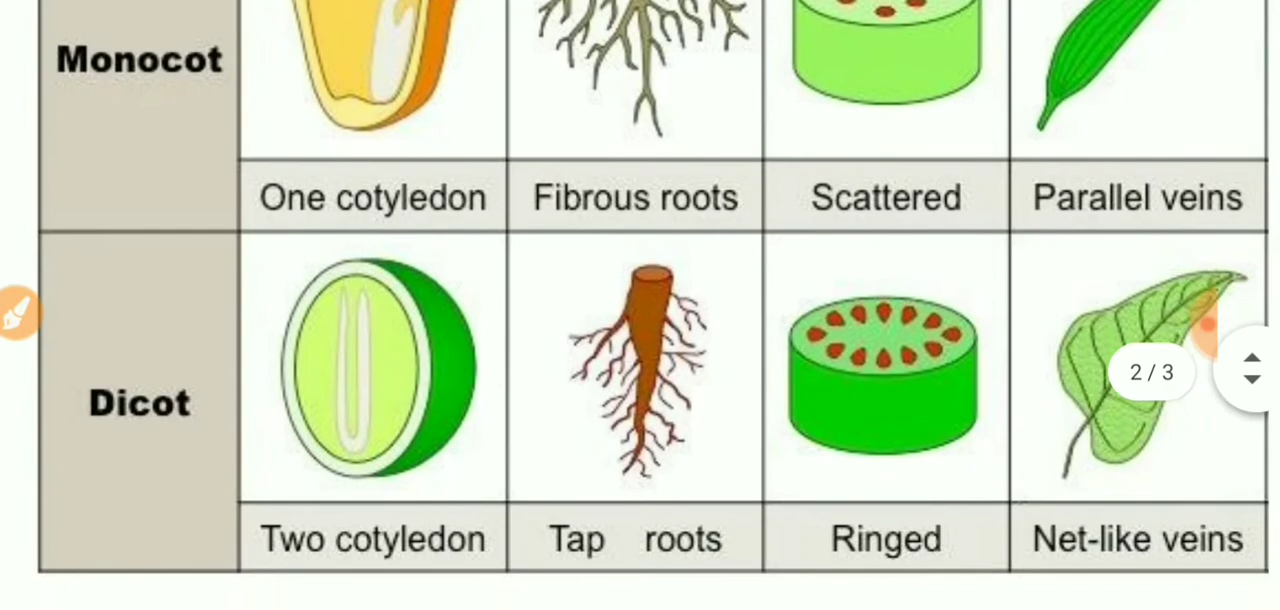 Monocot
One cotyledon Fibrous roots Scattered Parallel veins
Dicot
2 / 3
Two cotyledon Tap roots Ringed Net-like veins